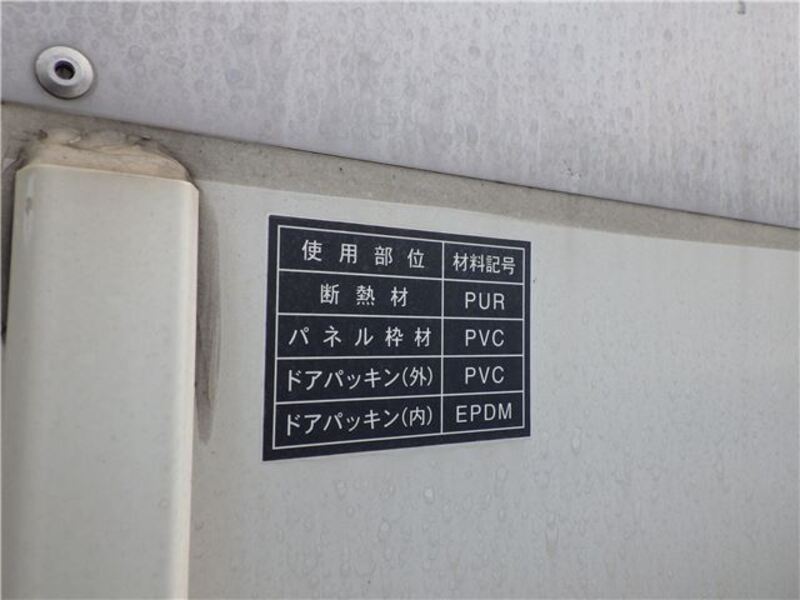 使用部位 材料記号
断熱材 PUR
パネル枠材 PVC
ドアパッキン(外) PVC
ドアパッキン(内) EPDM